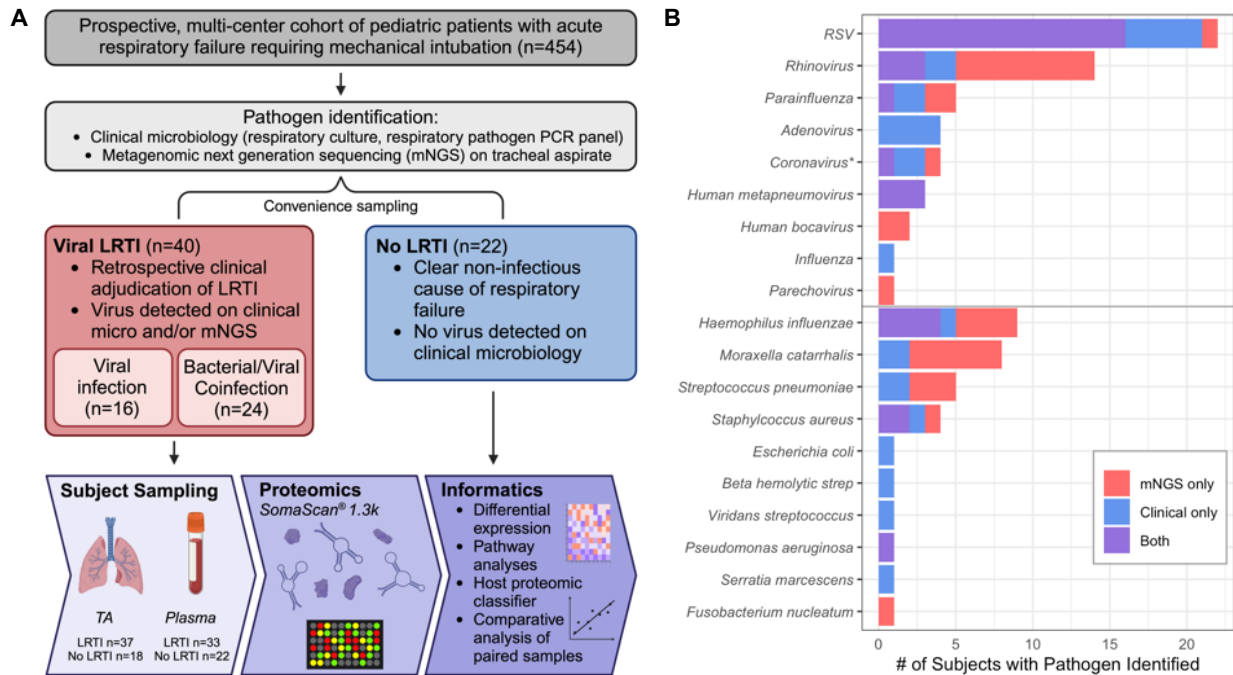 A
Prospective, multi-center cohort of pediatric patients with acute
respiratory failure requiring mechanical intubation (n=454)
Pathogen identification:
• Clinical microbiology (respiratory culture, respiratory pathogen PCR panel)
• Metagenomic next generation sequencing (mNGS) on tracheal aspirate
Convenience sampling
Viral LRTI (n=40)
• Retrospective clinical
adjudication of LRTI
• Virus detected on clinical
micro and/or mNGS
Viral
infection
(n=16)
Bacterial/Viral
Coinfection
(n=24)
No LRTI (n=22)
• Clear non-infectious
cause of respiratory
failure
• No virus detected on
clinical microbiology
Subject Sampling
TA
LRTI n=37
No LRTI n=18
Plasma
LRTI n=33
No LRTI n=22
Proteomics
SomaScan® 1.3k
Informatics
• Differential
expression
• Pathway
analyses
• Host proteomic
classifier
• Comparative
analysis of
paired samples
B
RSV
Rhinovirus
Parainfluenza
Adenovirus
Coronavirus*
Human metapneumovirus
Human bocavirus
Influenza
Parechovirus
Haemophilus influenzae
Moraxella catarrhalis
Streptococcus pneumoniae
Staphylcoccus aureus
Escherichia coli
Beta hemolytic strep
Viridans streptococcus
Pseudomonas aeruginosa
Serratia marcescens
Fusobacterium nucleatum
mNGS only
Clinical only
Both
0 5 10 15 20
# of Subjects with Pathogen Identified